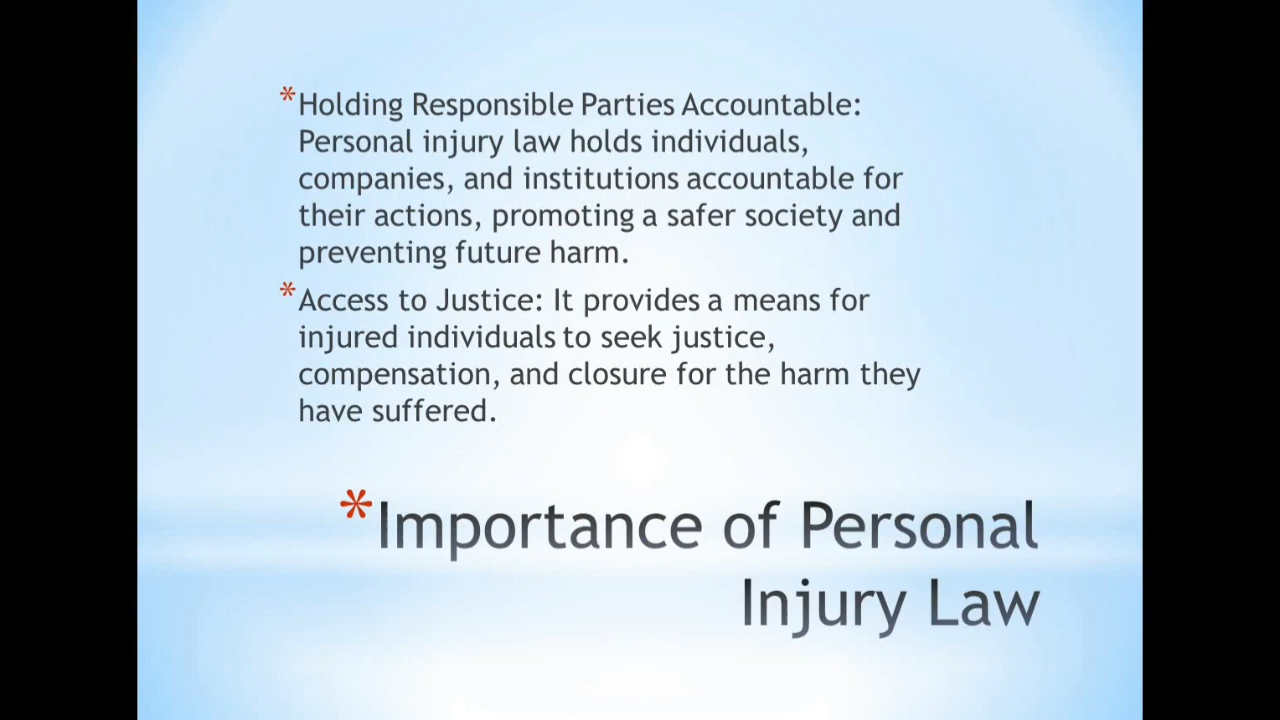 *Holding Responsible Parties Accountable:
Personal injury law holds individuals,
companies, and institutions accountable for
their actions, promoting a safer society and
preventing future harm.
*Access to Justice: It provides a means for
injured individuals to seek justice,
compensation, and closure for the harm they
have suffered.
*Importance of Personal
Injury Law